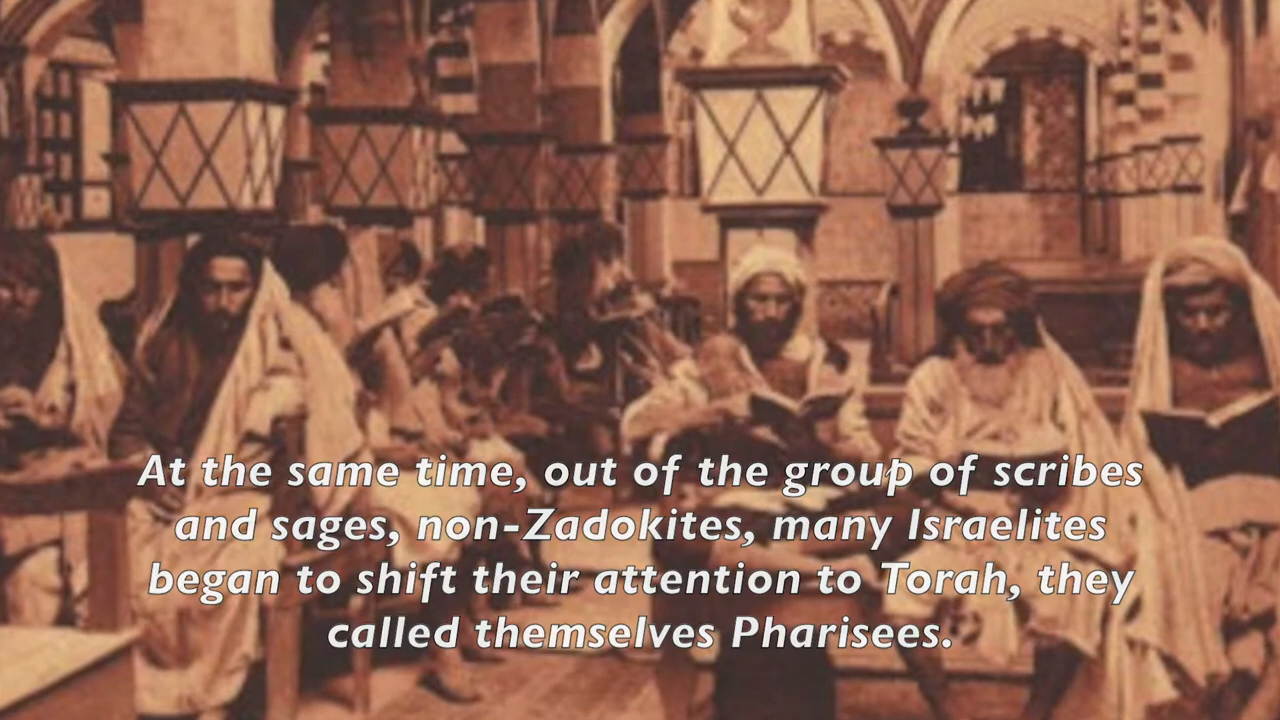 At the same time, out of the group of scribes
and sages, non-Zadokites, many Israelites
began to shift their attention to Torah, they
called themselves Pharisees.